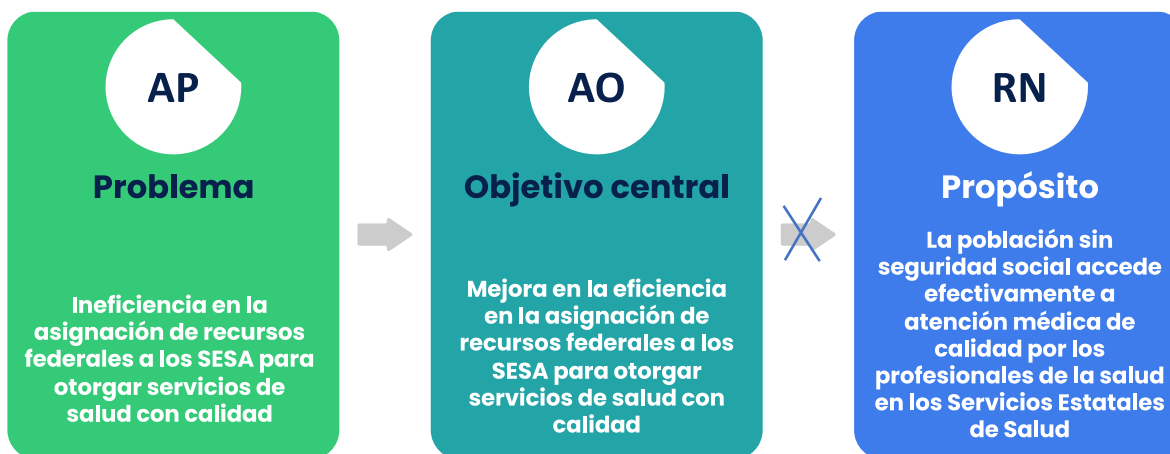 AP
Problema
Ineficiencia en la
asignación de recursos
federales a los SESA para
otorgar servicios de
salud con calidad
AO
Objetivo central
Mejora en la eficiencia
en la asignación de
recursos federales a los
SESA para otorgar
servicios de salud con
calidad
RN
Propósito
La población sin
seguridad social accede
efectivamente a
atención médica de
calidad por los
profesionales de la salud
en los Servicios Estatales
de Salud